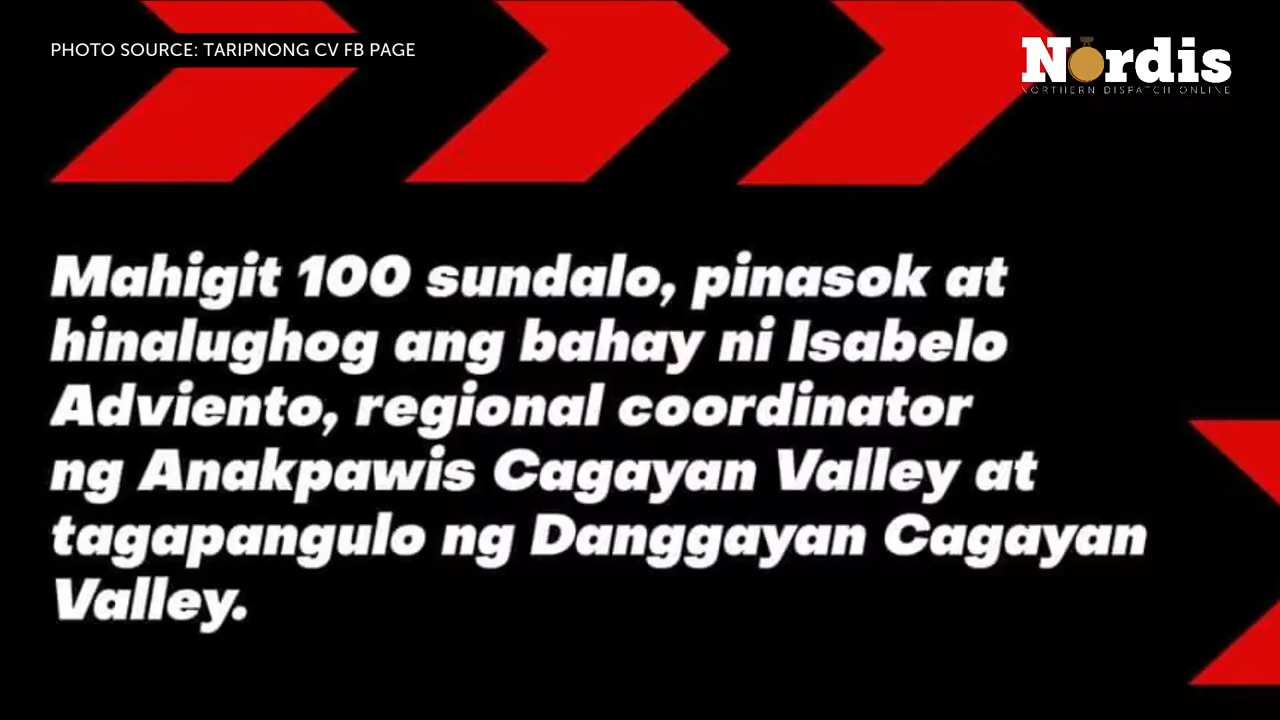 PHOTO SOURCE: TARIPNONG CV FB PAGE
Nordis
NORTHERN DISPATCH ONLINE
Mahigit 100 sundalo, pinasok at
hinalughog ang bahay ni Isabelo
Adviento, regional coordinator
ng Anakpawis Cagayan Valley at
tagapangulo ng Danggayan Cagayan
Valley.